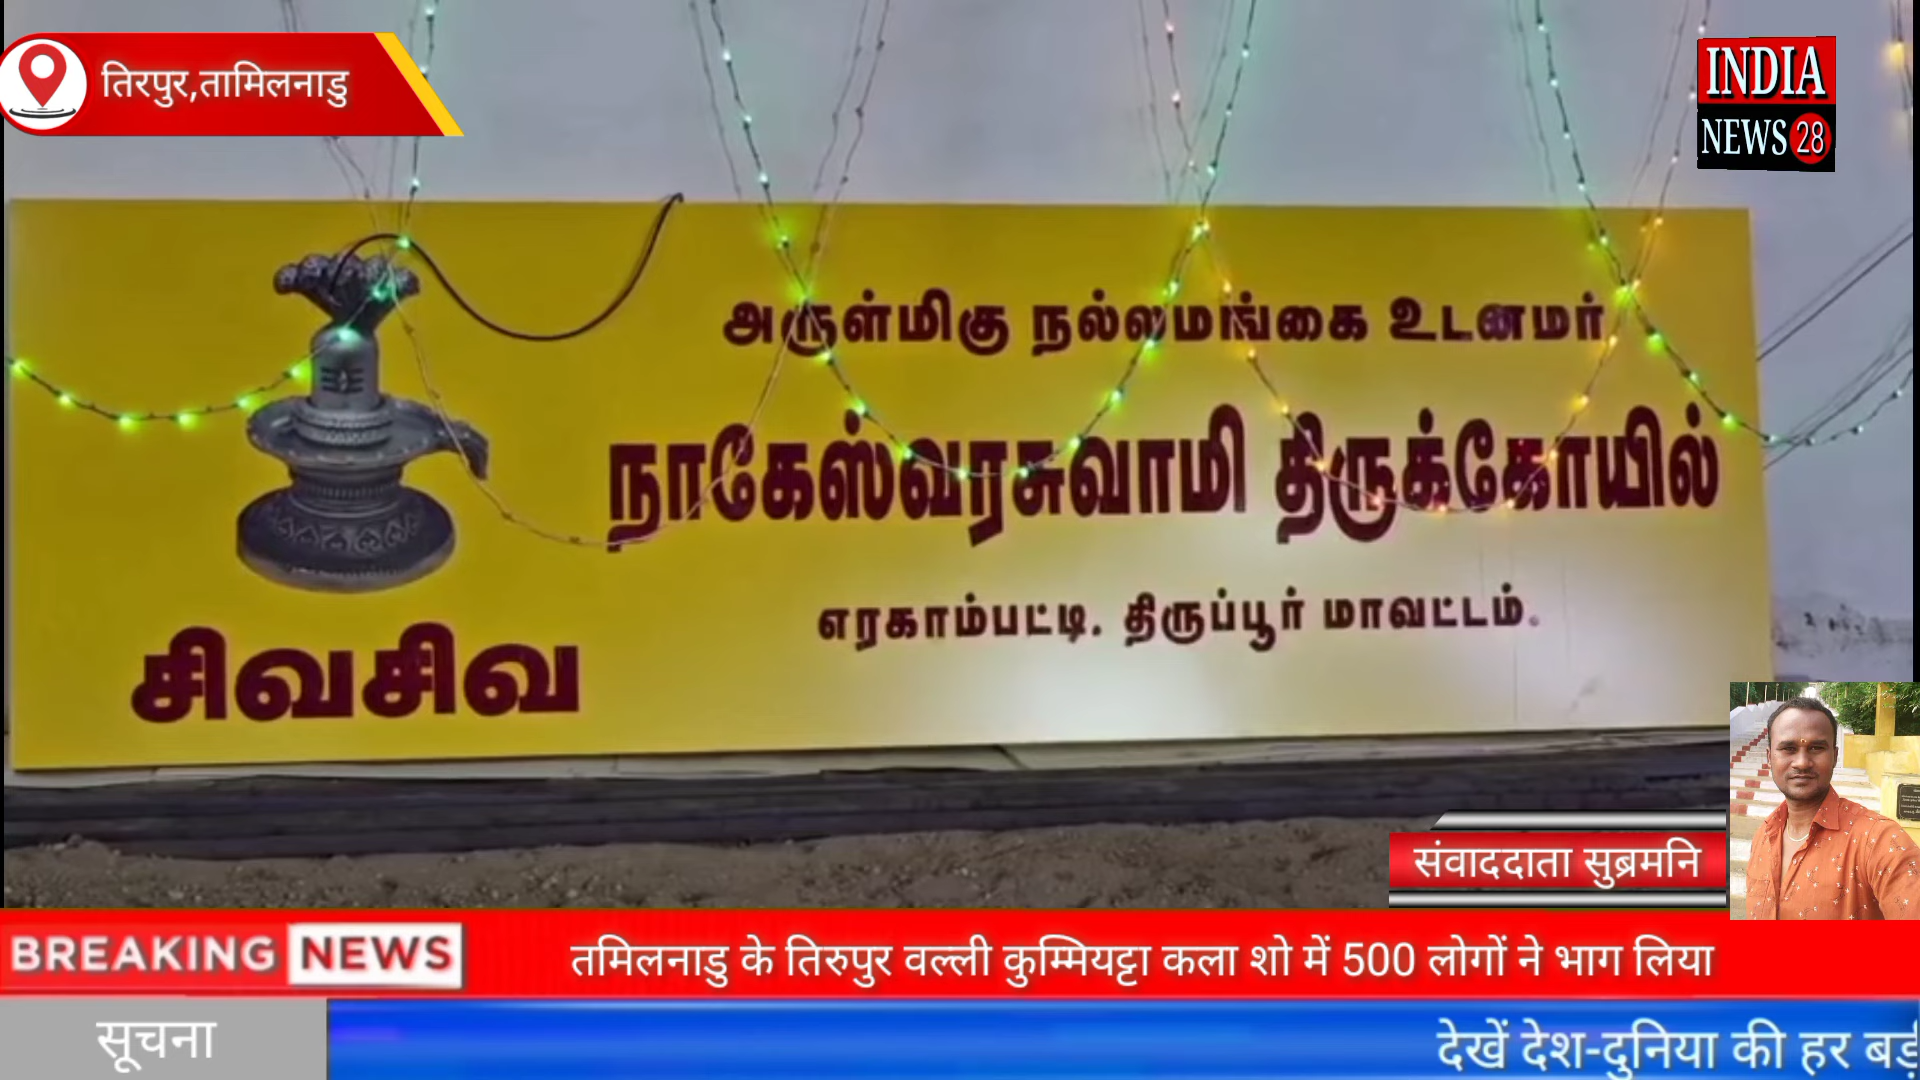 तिरपुर,तामिलनाडु
INDIA
NEWS 28
அருள்மிகு நல்லமங்கை உடனமர்
நாகேஸ்வரசுவாமி திருக்கோயில்
எரகாம்பட்டி. திருப்பூர் மாவட்டம்.
சிவசிவ
संवाददाता सुब्रमनि
BREAKING NEWS
तमिलनाडु के तिरुपुर वल्ली कुम्मियट्टा कला शो में 500 लोगों ने भाग लिया
सूचना
देखें देश-दुनिया की हर बड़ी